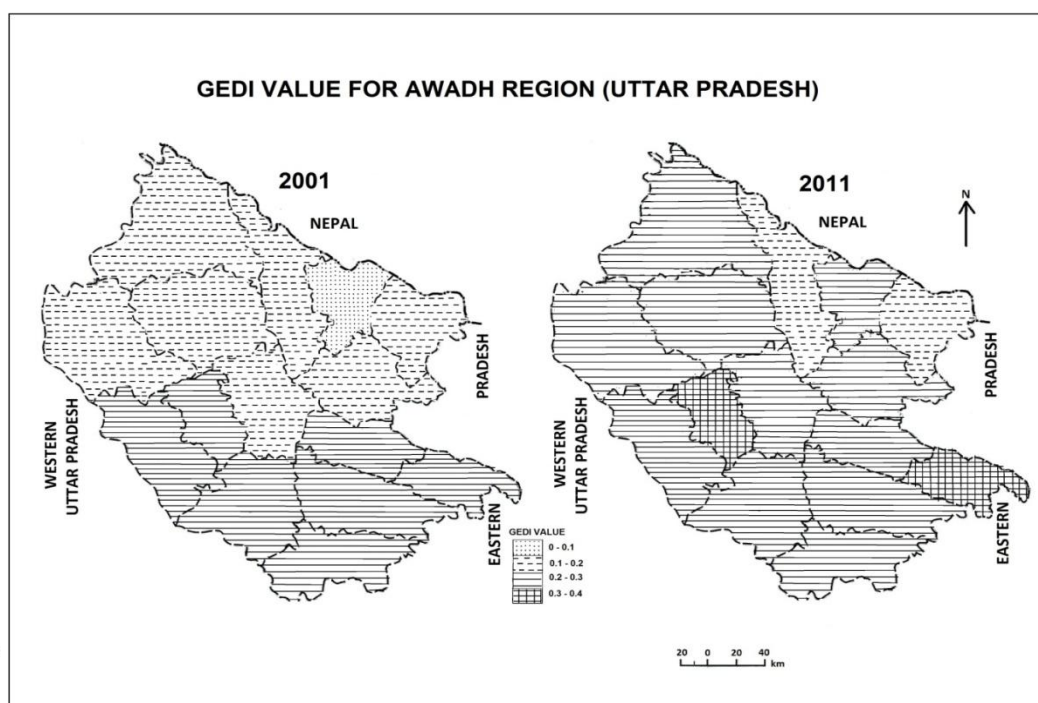 GEDI VALUE FOR AWADH REGION (UTTAR PRADESH)
2001
NEPAL
WESTERN
UTTAR PRADESH
PRADESH
EASTERN
GEDI VALUE
0 - 0.1
0.1 - 0.2
0.2 - 0.3
0.3 - 0.4
2011
N
NEPAL
WESTERN
UTTAR PRADESH
PRADESH
EASTERN
20 0 20 40
km